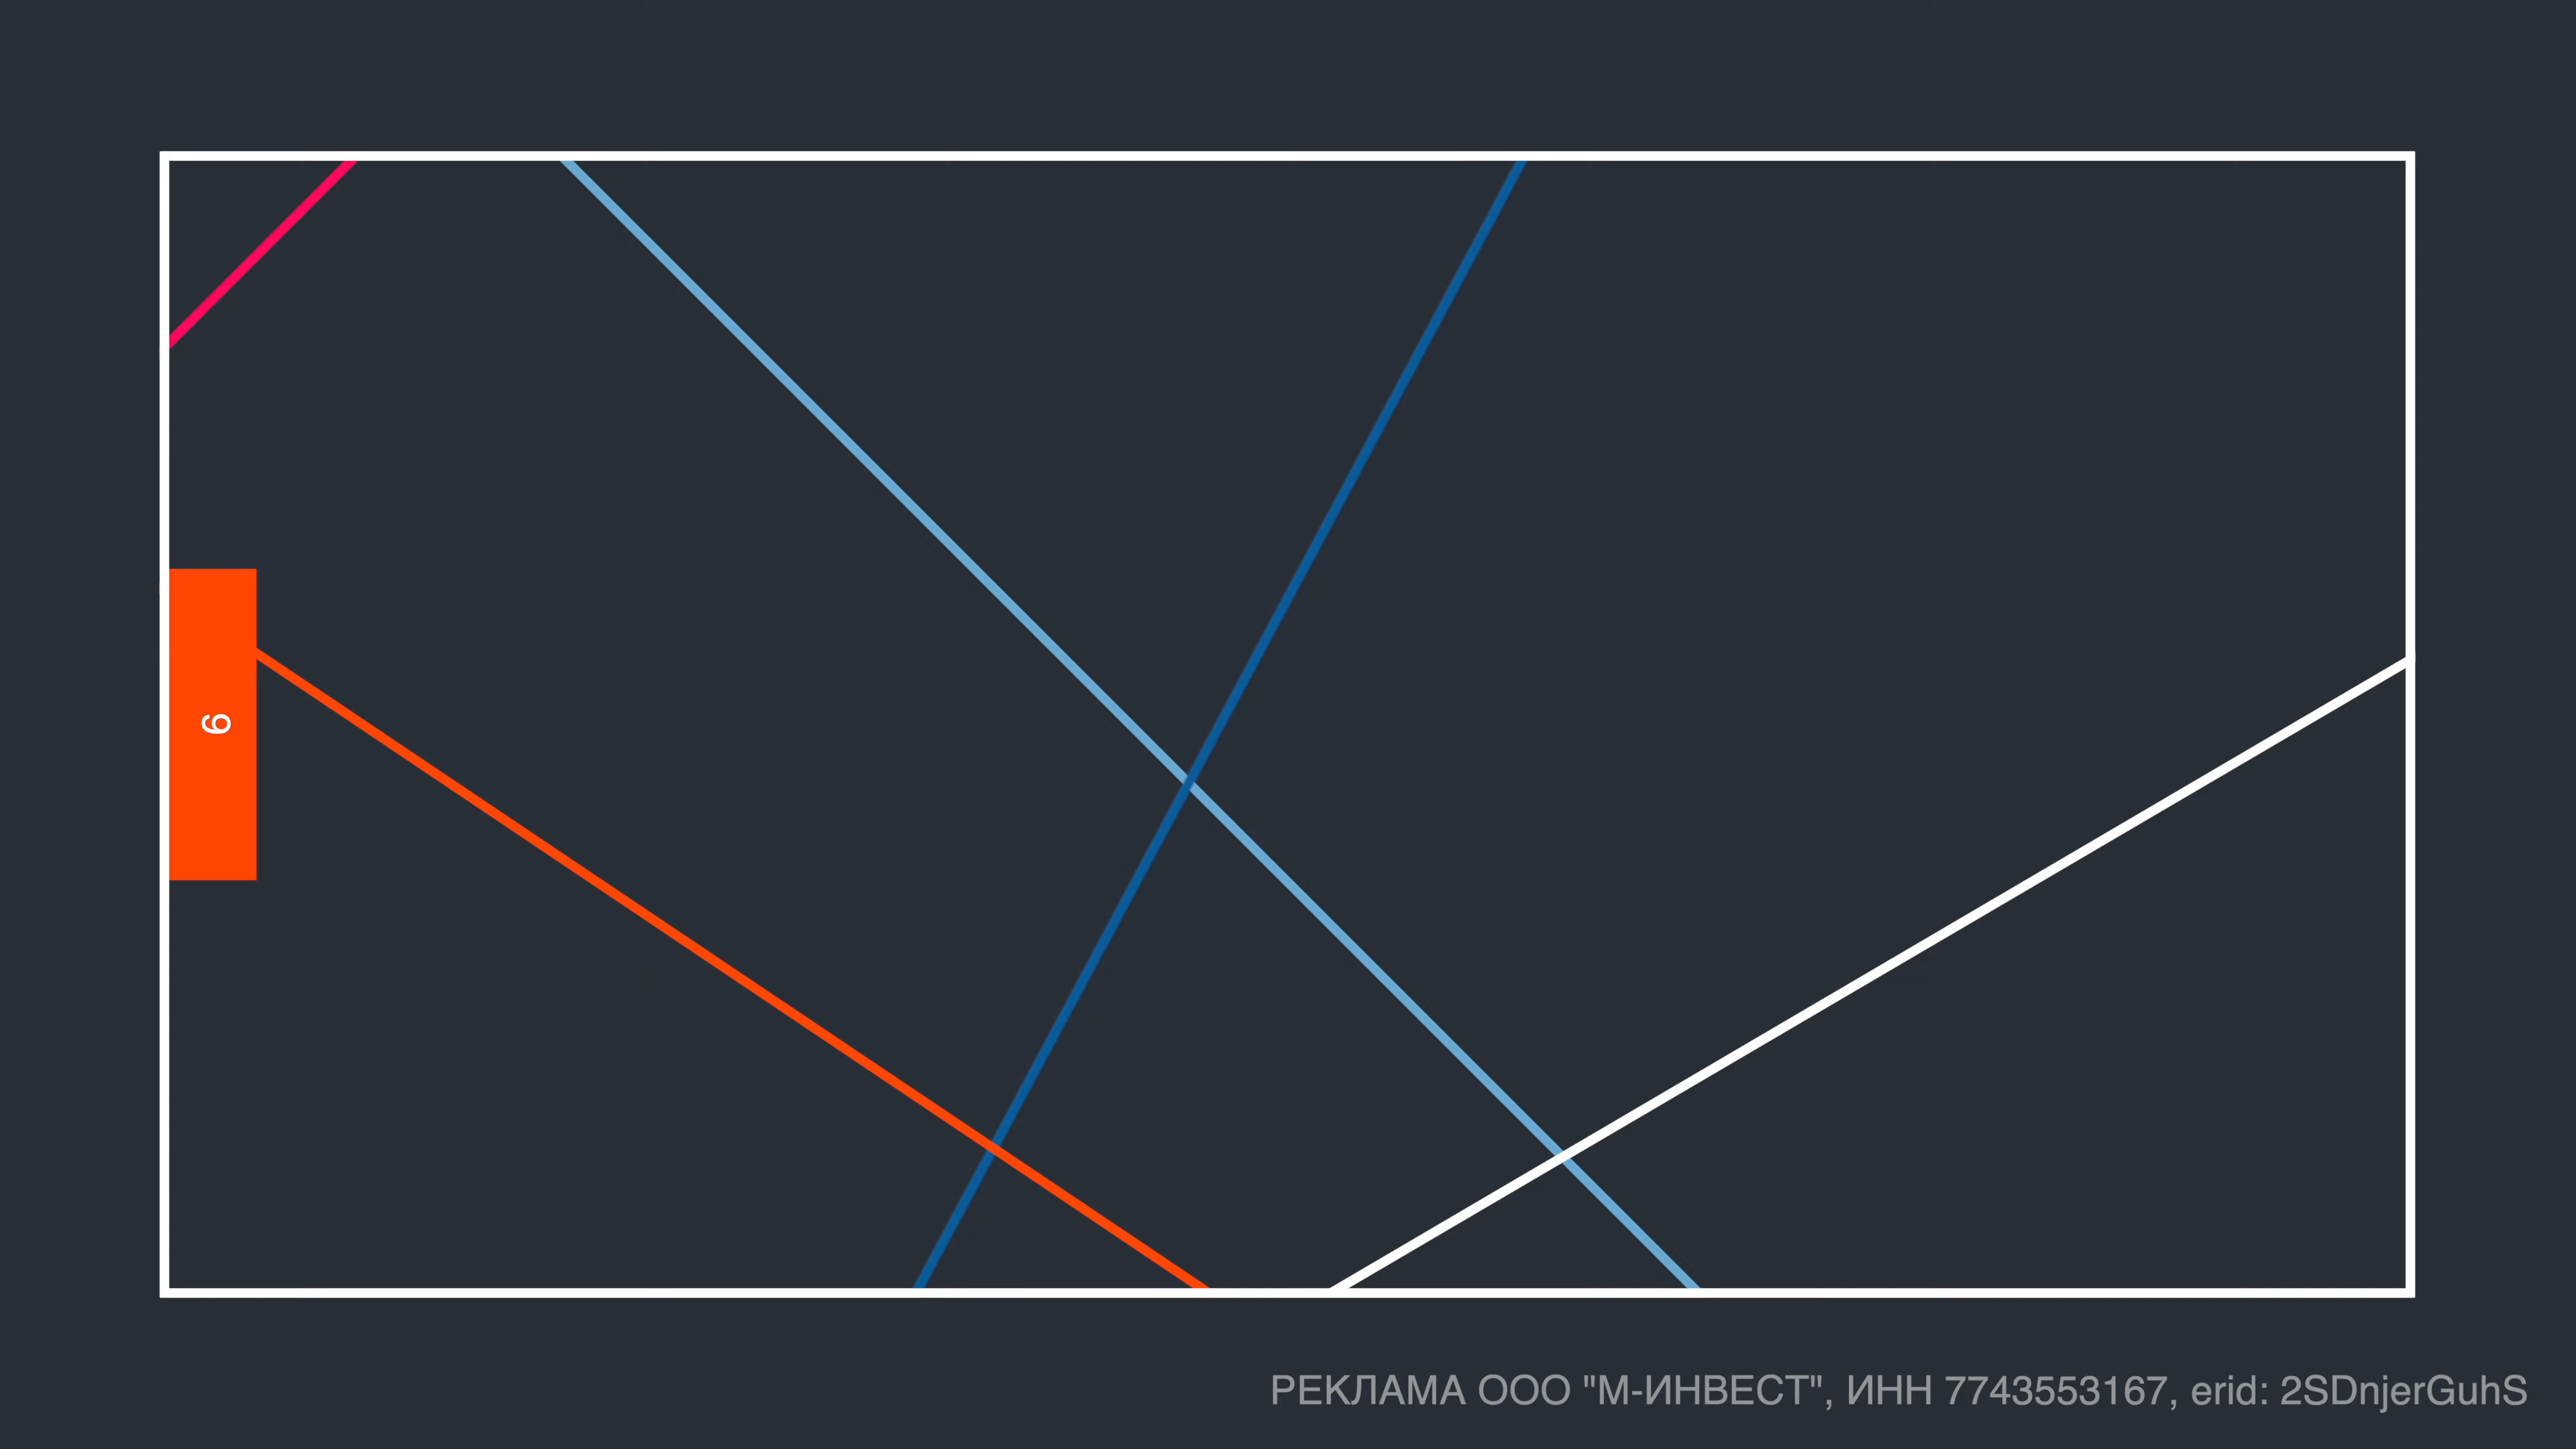 6
РЕКЛАМА ООО "М-ИНВЕСТ", ИНН 7743553167, erid: 2SDnjerGuhS